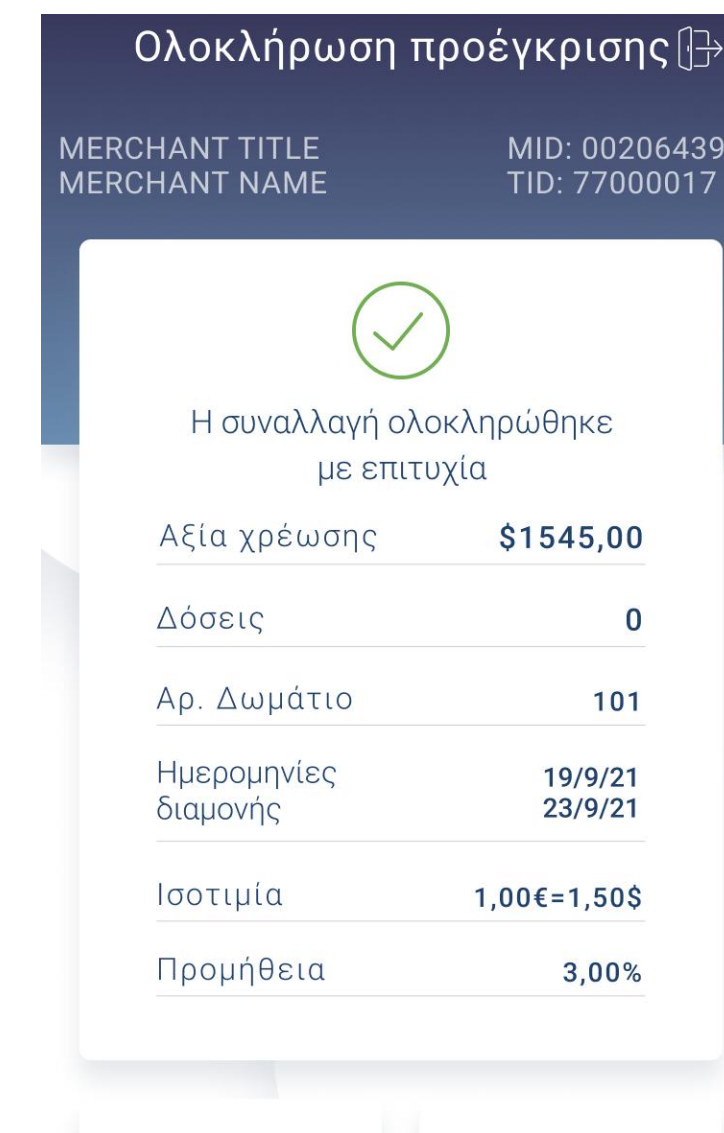 Ολοκλήρωση προέγκρισης
MERCHANT TITLE MID: 00206439
MERCHANT NAME TID: 77000017
Η συναλλαγή ολοκληρώθηκε
με επιτυχία
Αξία χρέωσης $1545,00
Δόσεις 0
Αρ. Δωμάτιο 101
Ημερομηνίες 19/9/21
διαμονής 23/9/21
Ισοτιμία 1,00€=1,50$
Προμήθεια 3,00%